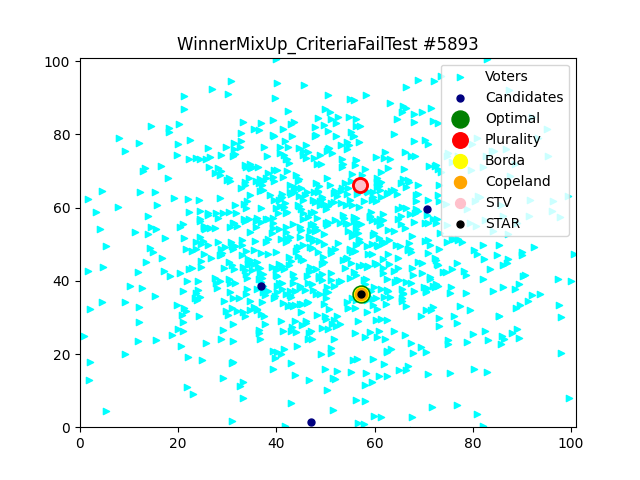 WinnerMixUp_CriteriaFailTest #5893
100
80
60
40
20
0
0 20 40 60 80 100
Voters
Candidates
Optimal
Plurality
Borda
Copeland
STV
STAR